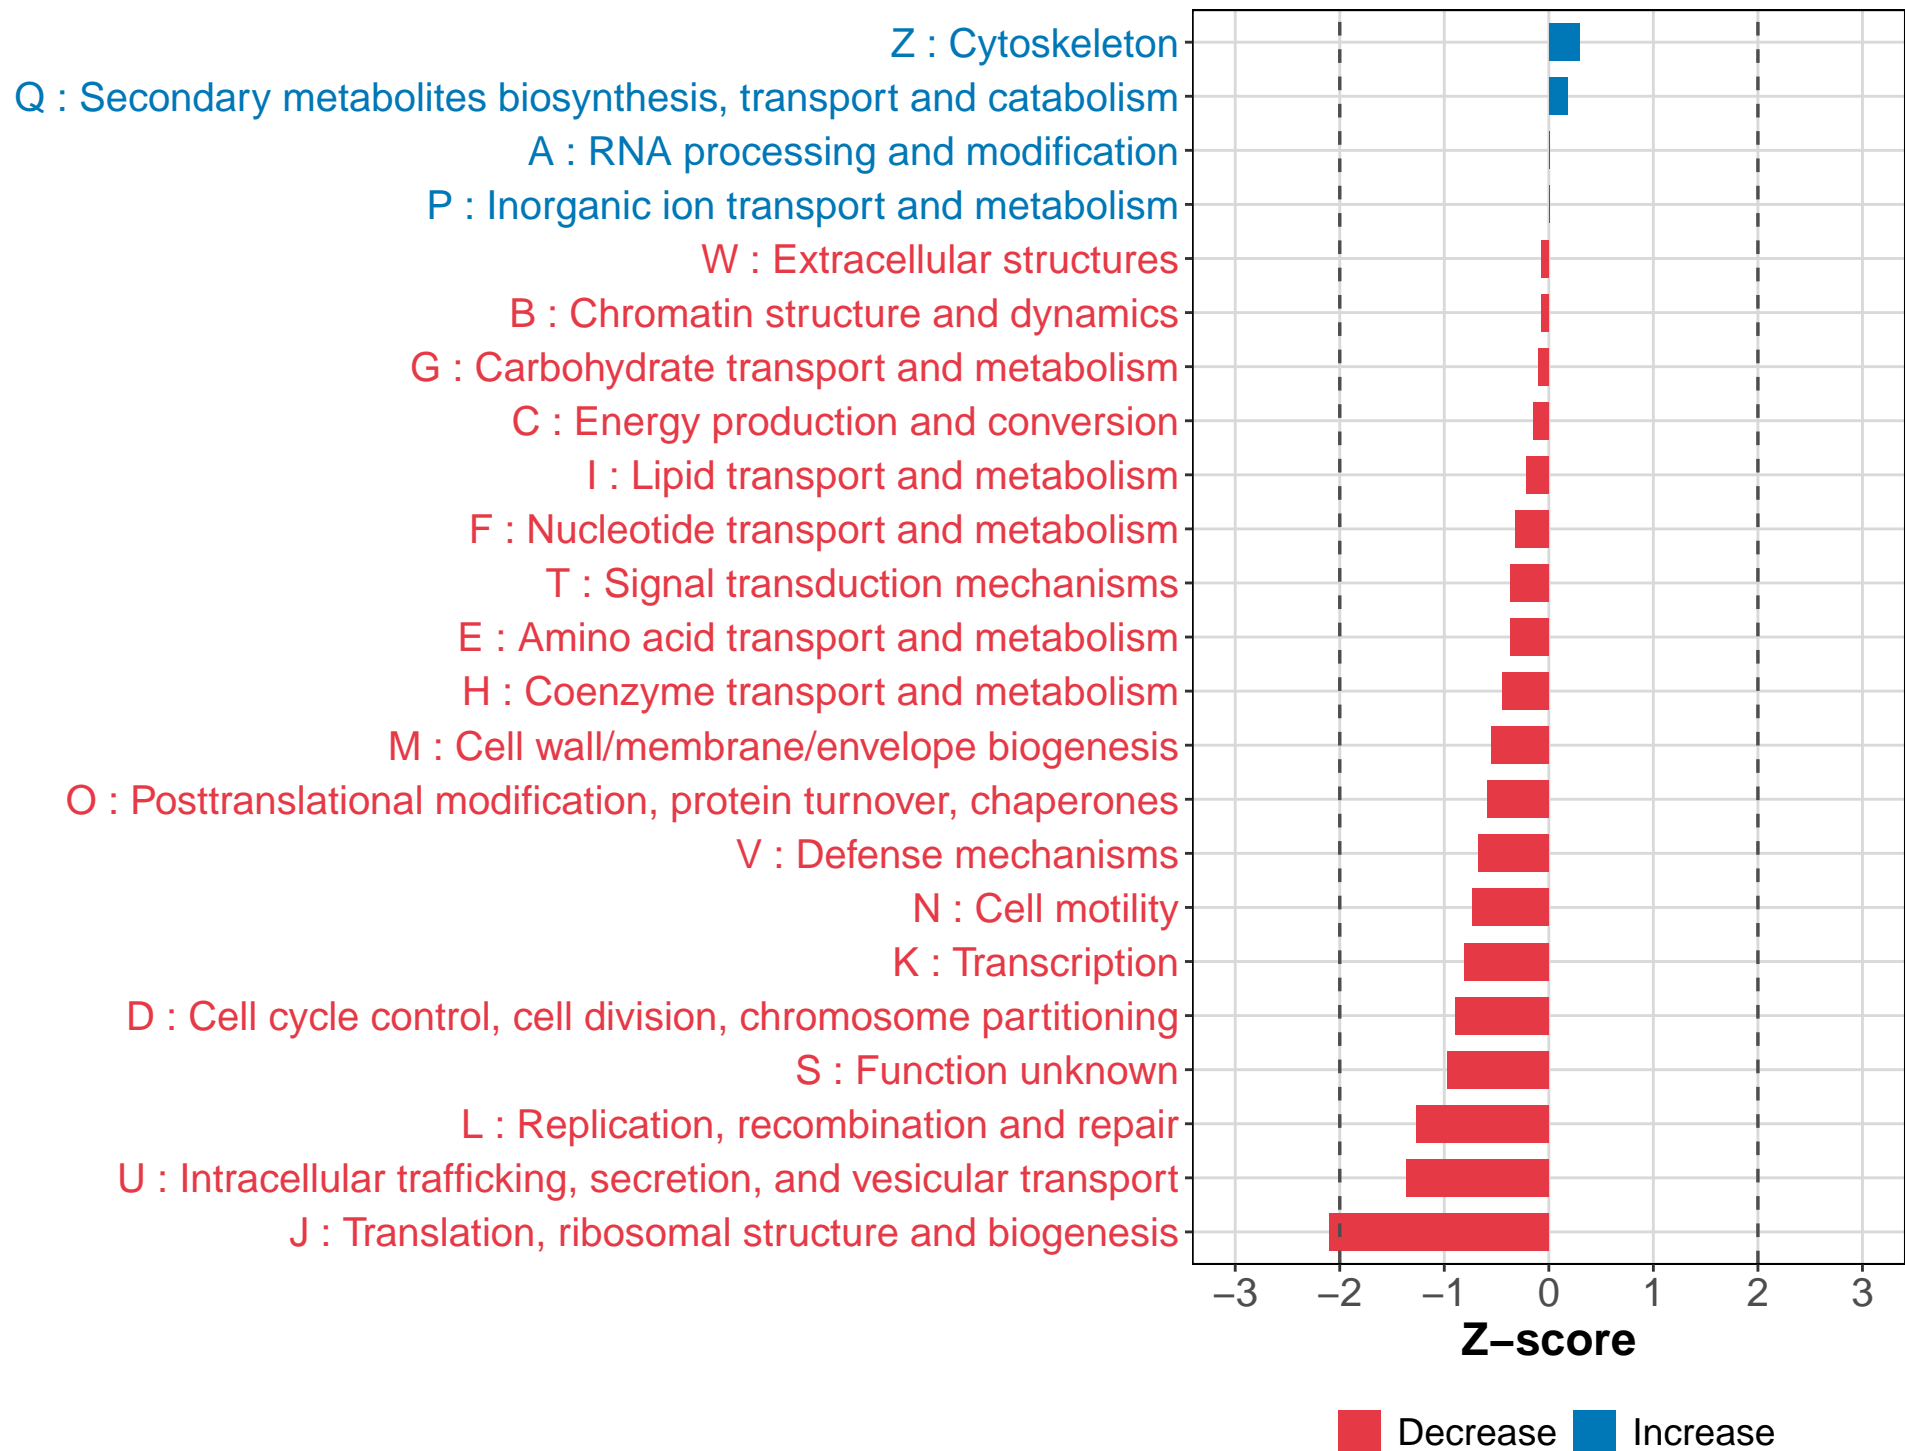 Z : Cytoskeleton
Q : Secondary metabolites biosynthesis, transport and catabolism
A : RNA processing and modification
P : Inorganic ion transport and metabolism
W : Extracellular structures
B : Chromatin structure and dynamics
G : Carbohydrate transport and metabolism
C : Energy production and conversion
I : Lipid transport and metabolism
F : Nucleotide transport and metabolism
T : Signal transduction mechanisms
E : Amino acid transport and metabolism
H : Coenzyme transport and metabolism
M : Cell wall/membrane/envelope biogenesis
O : Posttranslational modification, protein turnover, chaperones
V : Defense mechanisms
N : Cell motility
K : Transcription
D : Cell cycle control, cell division, chromosome partitioning
S : Function unknown
L : Replication, recombination and repair
U : Intracellular trafficking, secretion, and vesicular transport
J : Translation, ribosomal structure and biogenesis
−3 −2 −1 0 1 2 3
Z−score
Decrease Increase